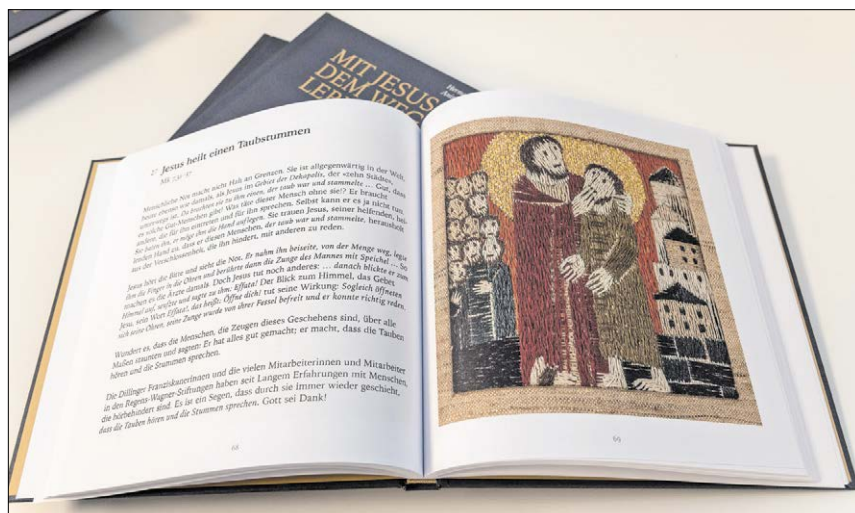 MIT JESUS
DEM WEG
27 Jesus heilt einen Taubstummen
Mk 7,31–37
Menschliche Not macht nicht Halt an Grenzen. Sie ist allgegenwärtig in der Welt,
heute ebenso wie damals, als Jesus im Gebiet der Dekapolis, der «zehn Städte»,
unterwegs ist. Da brachten sie zu ihm einen, der taub war und stammelte … Gut, dass
es solche Gut-Menschen gibt! Was täte dieser Mensch ohne sie!? Er braucht
andere, die für ihn eintreten und für ihn sprechen. Selbst kann er es ja nicht tun.
Sie baten ihn, er möge ihm die Hand auflegen. Sie trauen Jesus, seiner helfenden, hei-
lenden Hand zu, dass er diesen Menschen, der taub war und stammelte, herausholt
aus der Verschlossenheit, die ihn hindert, mit anderen zu reden.
Jesus hört die Bitte und sieht die Not. Er nahm ihn beiseite, von der Menge weg, legte
ihm die Finger in die Ohren und berührte dann die Zunge des Mannes mit Speichel … So
machen es die Ärzte damals. Doch Jesus tut noch anderes: … danach blickte er zum
Himmel auf, seufzte und sagte zu ihm: Effata! Der Blick zum Himmel, das Gebet
Jesu, sein Wort Effata!, das heißt: Öffne dich! tut seine Wirkung: Sogleich öffneten
sich seine Ohren, seine Zunge wurde von ihrer Fessel befreit und er konnte richtig reden.
Wundert es, dass die Menschen, die Zeugen dieses Geschehens sind, über alle
Maßen staunten und sagten: Er hat alles gut gemacht; er macht, dass die Tauben
hören und die Stummen sprechen.
Die Dillinger Franziskanerinnen und die vielen Mitarbeiterinnen und Mitarbeiter
in den Regens-Wagner-Stiftungen haben seit Langem Erfahrungen mit Menschen,
die hörbehindert sind. Es ist ein Segen, dass durch sie immer wieder geschieht,
dass die Tauben hören und die Stummen sprechen. Gott sei Dank!
68
69